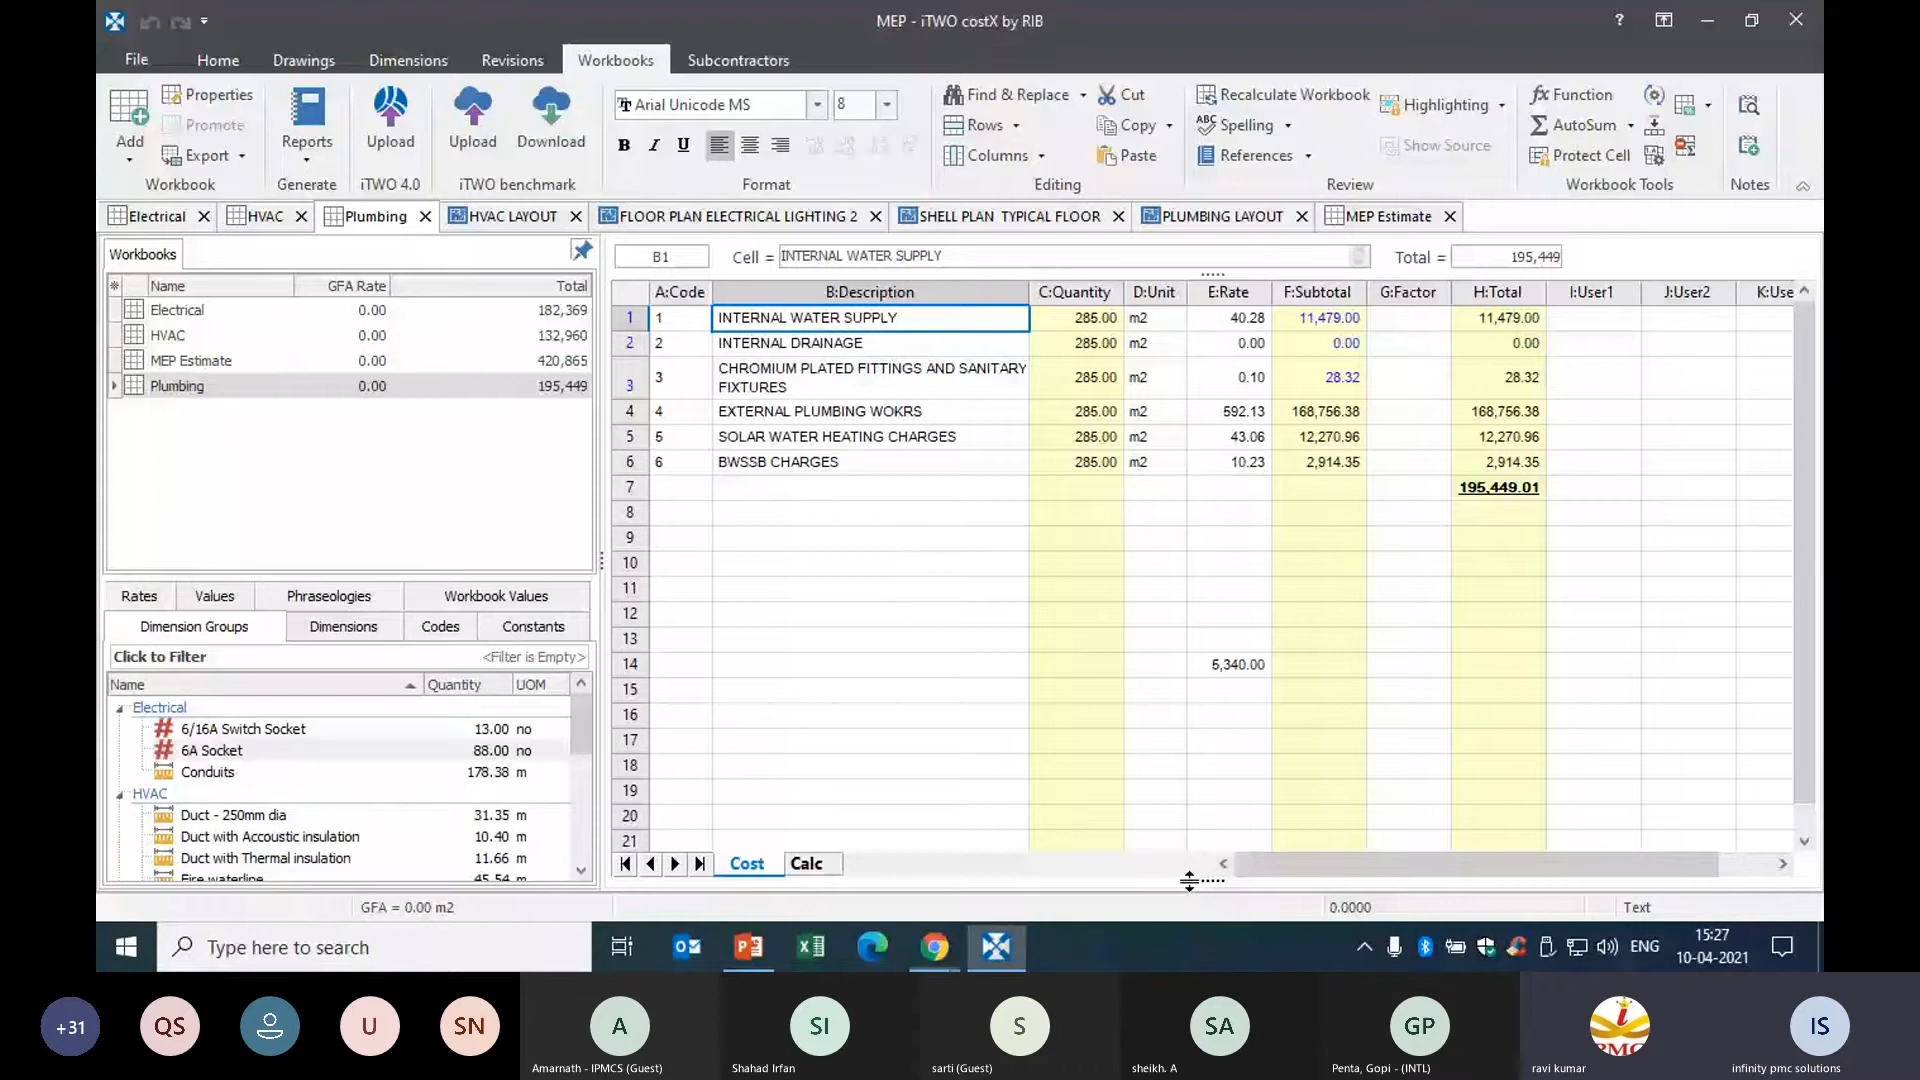 MEP - iTWO costX by RIB
?
File Home Drawings Dimensions Revisions Workbooks Subcontractors
Add Properties Promote Export Workbook
Reports Generate
Upload iTWO 4.0
Upload Download iTWO benchmark
Arial Unicode MS 8
B I U
Format
Find & Replace Cut
Rows Copy
Columns Paste
Editing
Recalculate Workbook Highlighting
ABC Spelling Show Source
References
Review
fx Function
Σ AutoSum
Protect Cell
Workbook Tools
Notes
Electrical HVAC Plumbing HVAC LAYOUT FLOOR PLAN ELECTRICAL LIGHTING 2 SHELL PLAN TYPICAL FLOOR PLUMBING LAYOUT MEP Estimate
Workbooks
Name GFA Rate Total
Electrical 0.00 182,369
HVAC 0.00 132,960
MEP Estimate 0.00 420,865
Plumbing 0.00 195,449
Rates Values Phraseologies Workbook Values
Dimension Groups Dimensions Codes Constants
Click to Filter <Filter is Empty>
Name Quantity UOM
Electrical
6/16A Switch Socket 13.00 no
6A Socket 88.00 no
Conduits 178.38 m
HVAC
Duct - 250mm dia 31.35 m
Duct with Accoustic insulation 10.40 m
Duct with Thermal insulation 11.66 m
Fire waterline 45.54 m
B1 Cell = INTERNAL WATER SUPPLY Total = 195,449
A:Code B:Description C:Quantity D:Unit E:Rate F:Subtotal G:Factor H:Total I:User1 J:User2 K:Use
1 1 INTERNAL WATER SUPPLY 285.00 m2 40.28 11,479.00 11,479.00
2 2 INTERNAL DRAINAGE 285.00 m2 0.00 0.00 0.00
3 3 CHROMIUM PLATED FITTINGS AND SANITARY
FIXTURES 285.00 m2 0.10 28.32 28.32
4 4 EXTERNAL PLUMBING WOKRS 285.00 m2 592.13 168,756.38 168,756.38
5 5 SOLAR WATER HEATING CHARGES 285.00 m2 43.06 12,270.96 12,270.96
6 6 BWSSB CHARGES 285.00 m2 10.23 2,914.35 2,914.35
7 195,449.01
8
9
10
11
12
13
14 5,340.00
15
16
17
18
19
20
21
Cost Calc
GFA = 0.00 m2 0.0000 Text
Type here to search
ENG
15:27
10-04-2021
+31 QS U SN A SI S SA GP IS
Amarnath - IPMCS (Guest) Shahad Irfan sarti (Guest) sheikh. A Penta, Gopi - (INTL) ravi kumar infinity pmc solutions